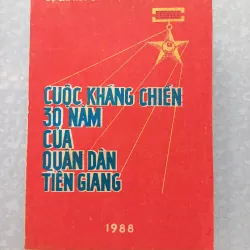 CUỘC KHÁNG CHIẾN
30 NĂM
CỦA
QUÂN DÂN
TIỀN GIANG
1988